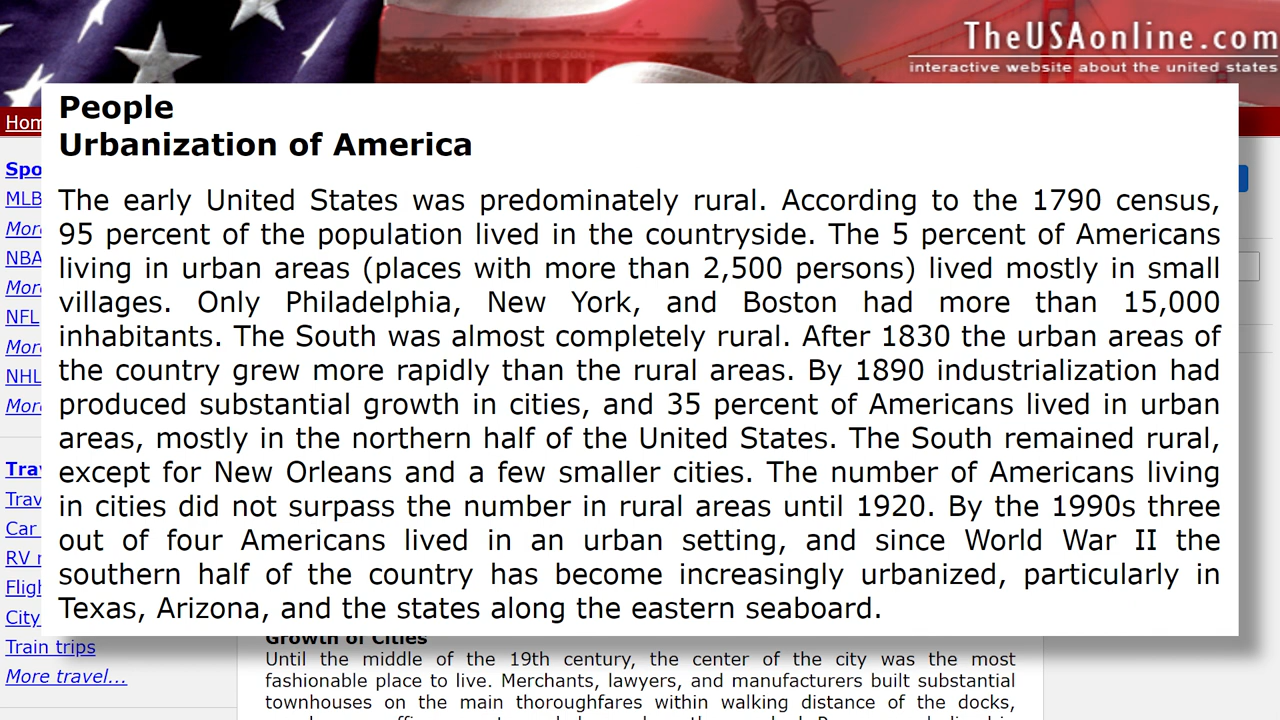 TheUSAonline.com
interactive website about the united states
People
Urbanization of America
The early United States was predominately rural. According to the 1790 census,
95 percent of the population lived in the countryside. The 5 percent of Americans
living in urban areas (places with more than 2,500 persons) lived mostly in small
villages. Only Philadelphia, New York, and Boston had more than 15,000
inhabitants. The South was almost completely rural. After 1830 the urban areas of
the country grew more rapidly than the rural areas. By 1890 industrialization had
produced substantial growth in cities, and 35 percent of Americans lived in urban
areas, mostly in the northern half of the United States. The South remained rural,
except for New Orleans and a few smaller cities. The number of Americans living
in cities did not surpass the number in rural areas until 1920. By the 1990s three
out of four Americans lived in an urban setting, and since World War II the
southern half of the country has become increasingly urbanized, particularly in
Texas, Arizona, and the states along the eastern seaboard.
MLB
More
NBA
More
NFL
More
NHL
More
Car
RV
City
Train trips
More travel...
Growth of Cities
Until the middle of the 19th century, the center of the city was the most
fashionable place to live. Merchants, lawyers, and manufacturers built substantial
townhouses on the main thoroughfares within walking distance of the docks,